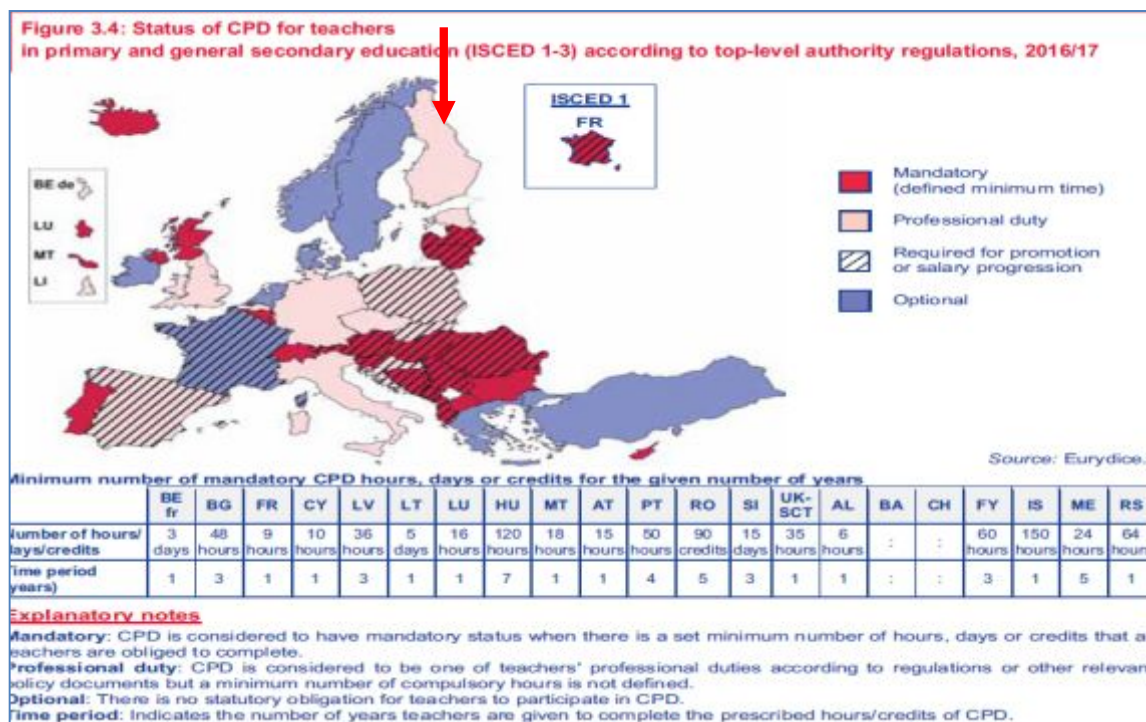 Figure 3.4: Status of CPD for teachers
in primary and general secondary education (ISCED 1-3) according to top-level authority regulations, 2016/17
ISCED 1
FR
BE de
LU
MT
LI
Mandatory
(defined minimum time)
Professional duty
Required for promotion
or salary progression
Optional
Source: Eurydice.
Minimum number of mandatory CPD hours, days or credits for the given number of years
BE fr BG FR CY LV LT LU HU MT AT PT RO SI UK-SCT AL BA CH FY IS ME RS
Number of hours/ days/credits 3 days 48 hours 9 hours 10 hours 36 hours 5 days 16 hours 120 hours 18 hours 15 hours 50 hours 90 credits 15 days 35 hours 6 hours : : 60 hours 150 hours 24 hours 64 hours
Time period (years) 1 3 1 1 3 1 1 7 1 1 4 5 3 1 1 : : 3 1 5 1
Explanatory notes
Mandatory: CPD is considered to have mandatory status when there is a set minimum number of hours, days or credits that a
teachers are obliged to complete.
Professional duty: CPD is considered to be one of teachers' professional duties according to regulations or other relevan
policy documents but a minimum number of compulsory hours is not defined.
Optional: There is no statutory obligation for teachers to participate in CPD.
Time period: Indicates the number of years teachers are given to complete the prescribed hours/credits of CPD.